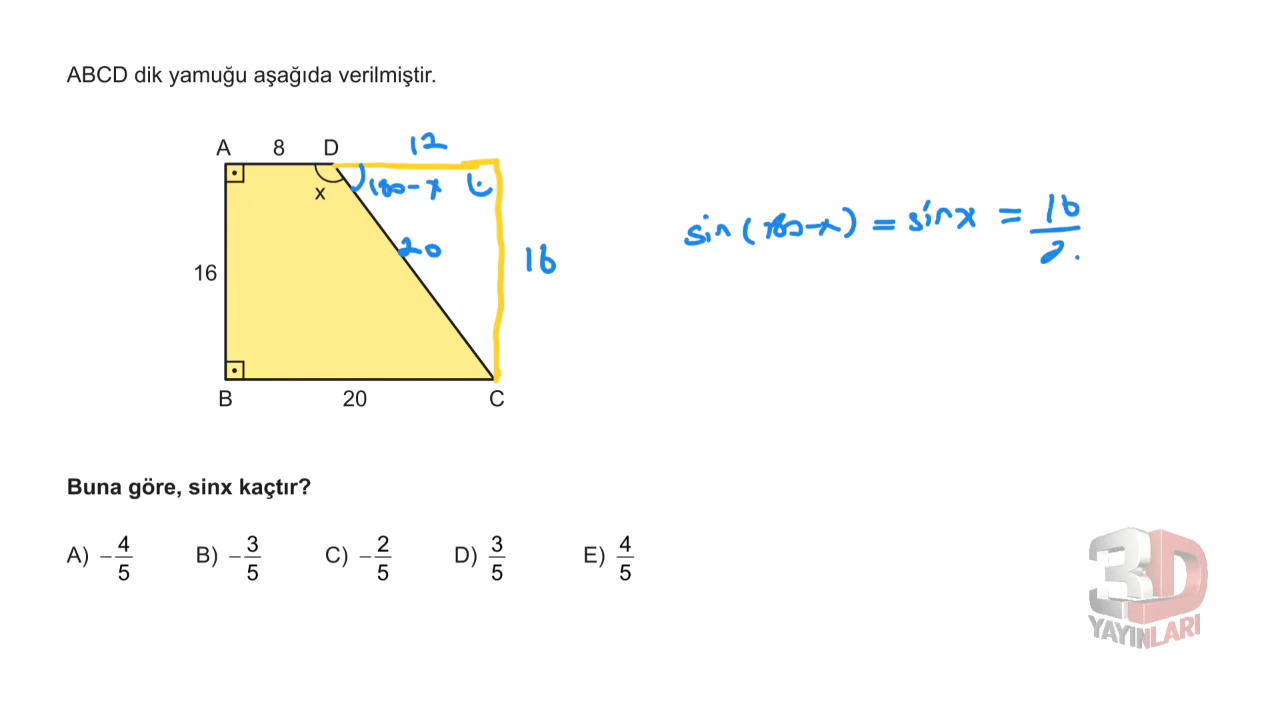 ABCD dik yamuğu aşağıda verilmiştir.
A 8 D 12
x 180-x
sin(180-x) = sinx = 16/2
16 20 16
B 20 C
Buna göre, sinx kaçtır?
A) -4/5 B) -3/5 C) -2/5 D) 3/5 E) 4/5
3D
YAYINLARI